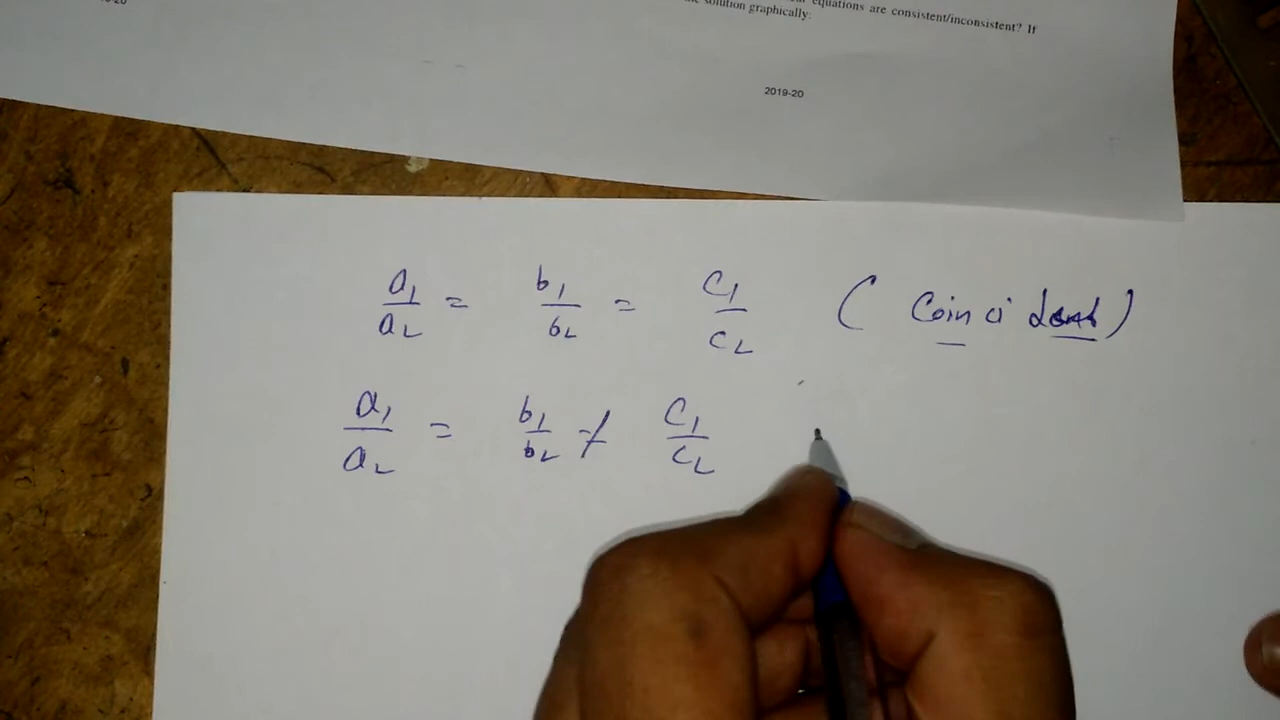 equations are consistent/inconsistent? If
solution graphically:
2019-20
a₁/a₂ = b₁/b₂ = c₁/c₂ (Coincident)
a₁/a₂ = b₁/b₂ ≠ c₁/c₂